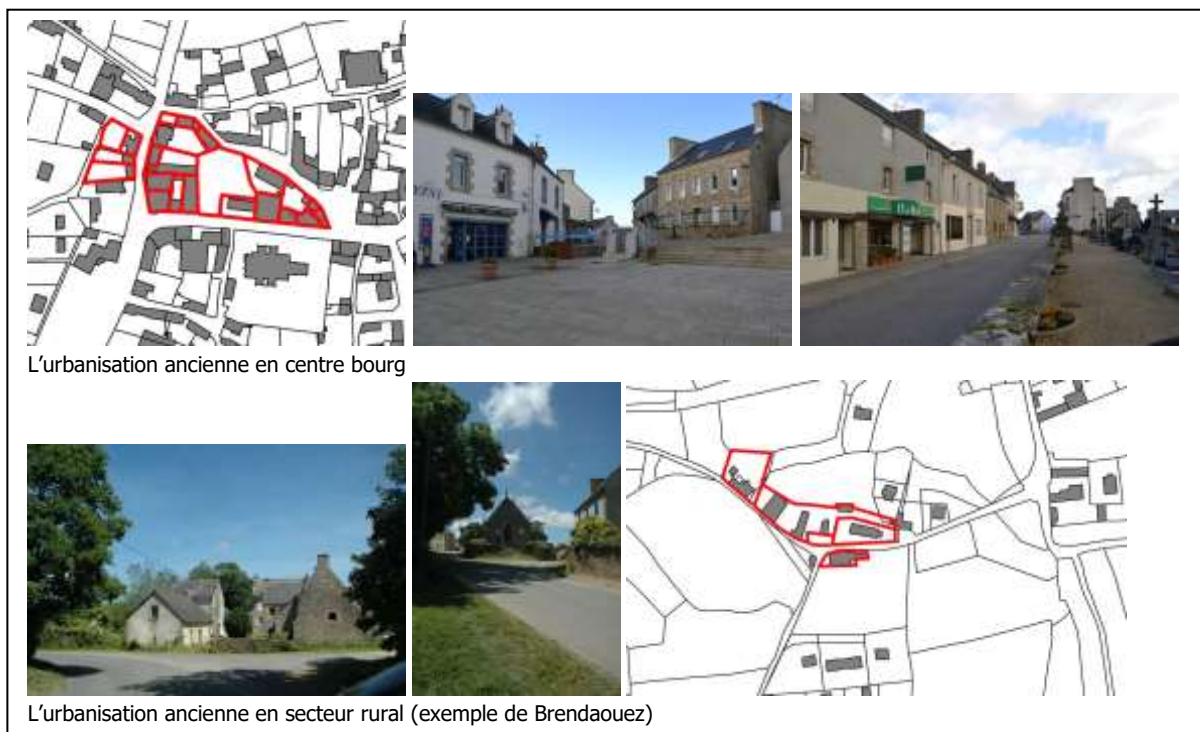 L'urbanisation ancienne en centre bourg
L'urbanisation ancienne en secteur rural (exemple de Brendaouez)